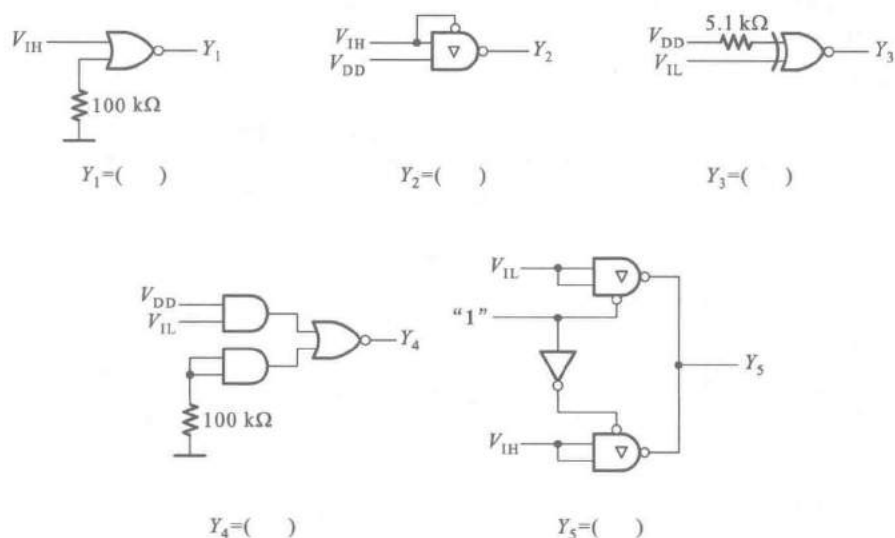 V_IH
Y_1
100 kΩ
Y_1=( )
V_IH
V_DD
Y_2
Y_2=( )
5.1 kΩ
V_DD
V_IL
Y_3
Y_3=( )
V_DD
V_IL
Y_4
100 kΩ
Y_4=( )
V_IL
“1”
Y_5
V_IH
Y_5=( )